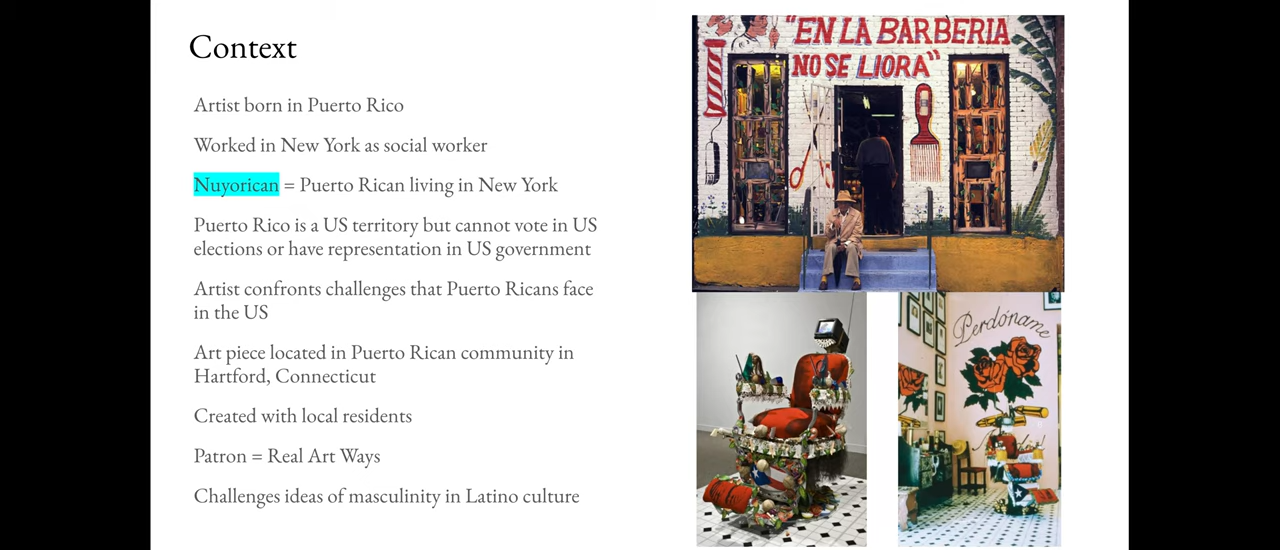 Context
Artist born in Puerto Rico
Worked in New York as social worker
Nuyorican = Puerto Rican living in New York
Puerto Rico is a US territory but cannot vote in US
elections or have representation in US government
Artist confronts challenges that Puerto Ricans face
in the US
Art piece located in Puerto Rican community in
Hartford, Connecticut
Created with local residents
Patron = Real Art Ways
Challenges ideas of masculinity in Latino culture
"EN LA BARBERIA
NO SE LLORA"
Perdóname